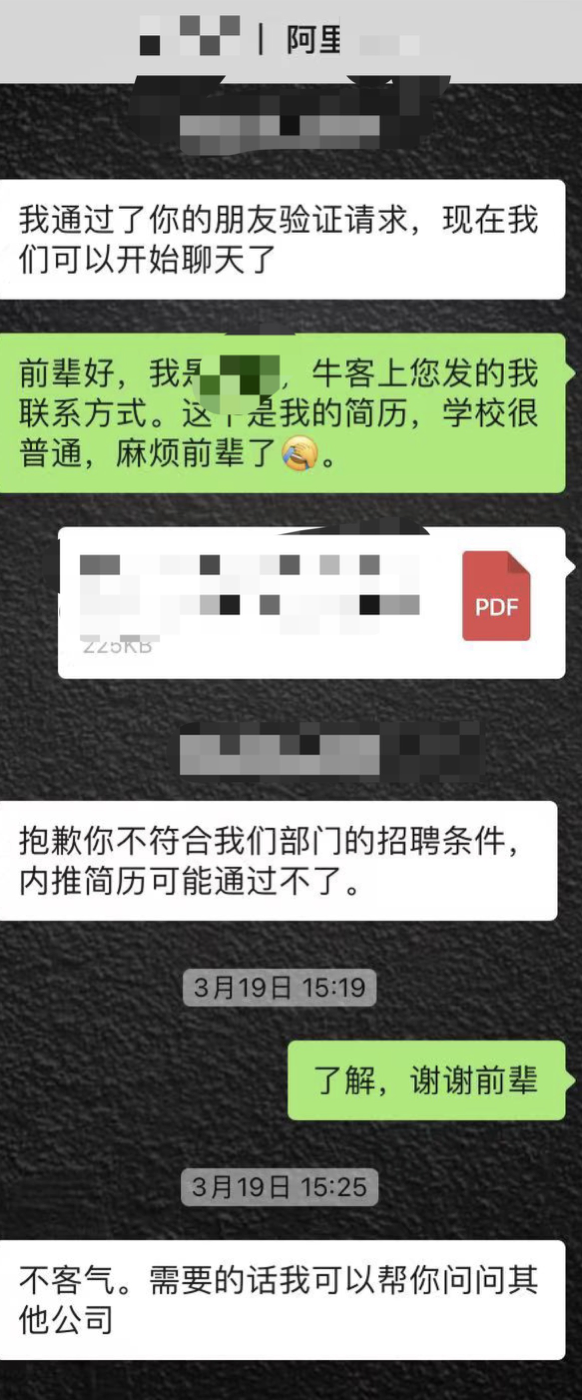 | 阿里
我通过了你的朋友验证请求，现在我
们可以开始聊天了
前辈好，我是，牛客上您发的我
联系方式。这个是我的简历，学校很
普通，麻烦前辈了🤦。
PDF
225KB
抱歉你不符合我们部门的招聘条件，
内推简历可能通过不了。
3月19日 15:19
了解，谢谢前辈
3月19日 15:25
不客气。需要的话我可以帮你问问其
他公司